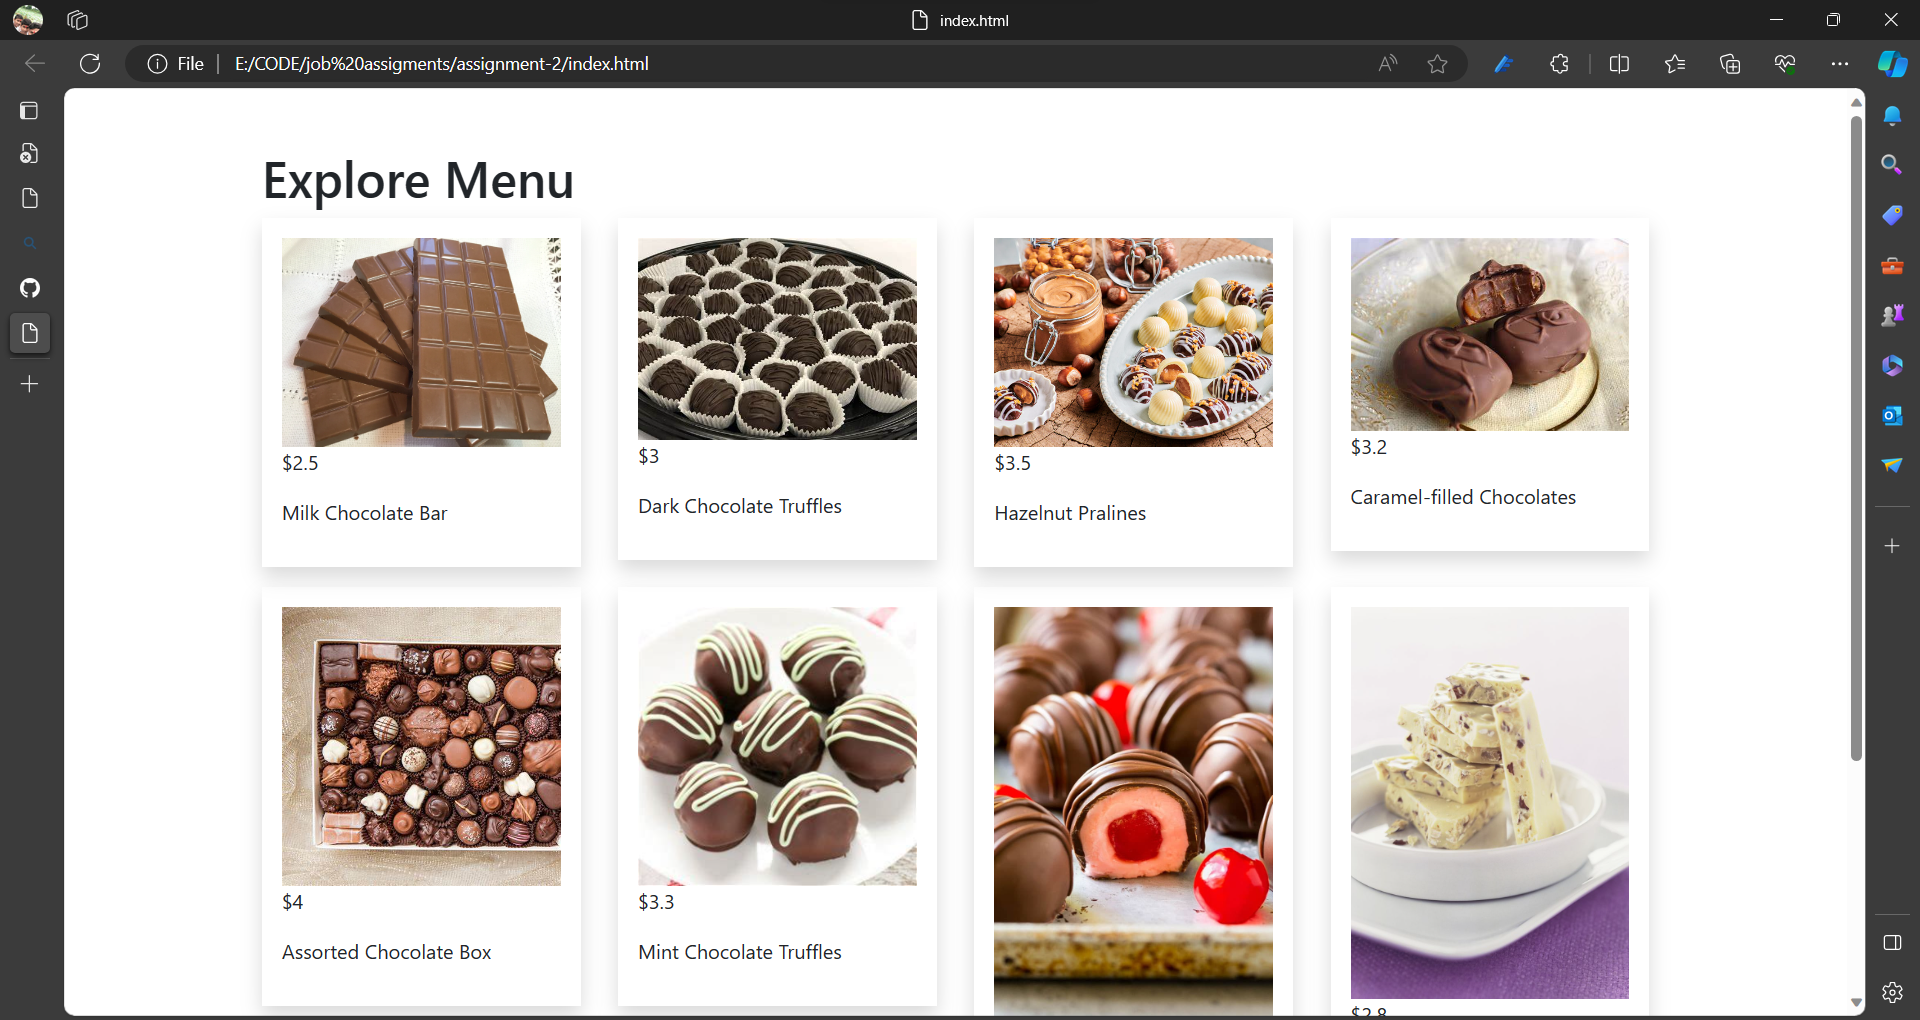 index.html
File
E:/CODE/job%20assigments/assignment-2/index.html
Explore Menu
$2.5
Milk Chocolate Bar
$3
Dark Chocolate Truffles
$3.5
Hazelnut Pralines
$3.2
Caramel-filled Chocolates
$4
Assorted Chocolate Box
$3.3
Mint Chocolate Truffles
$2.8